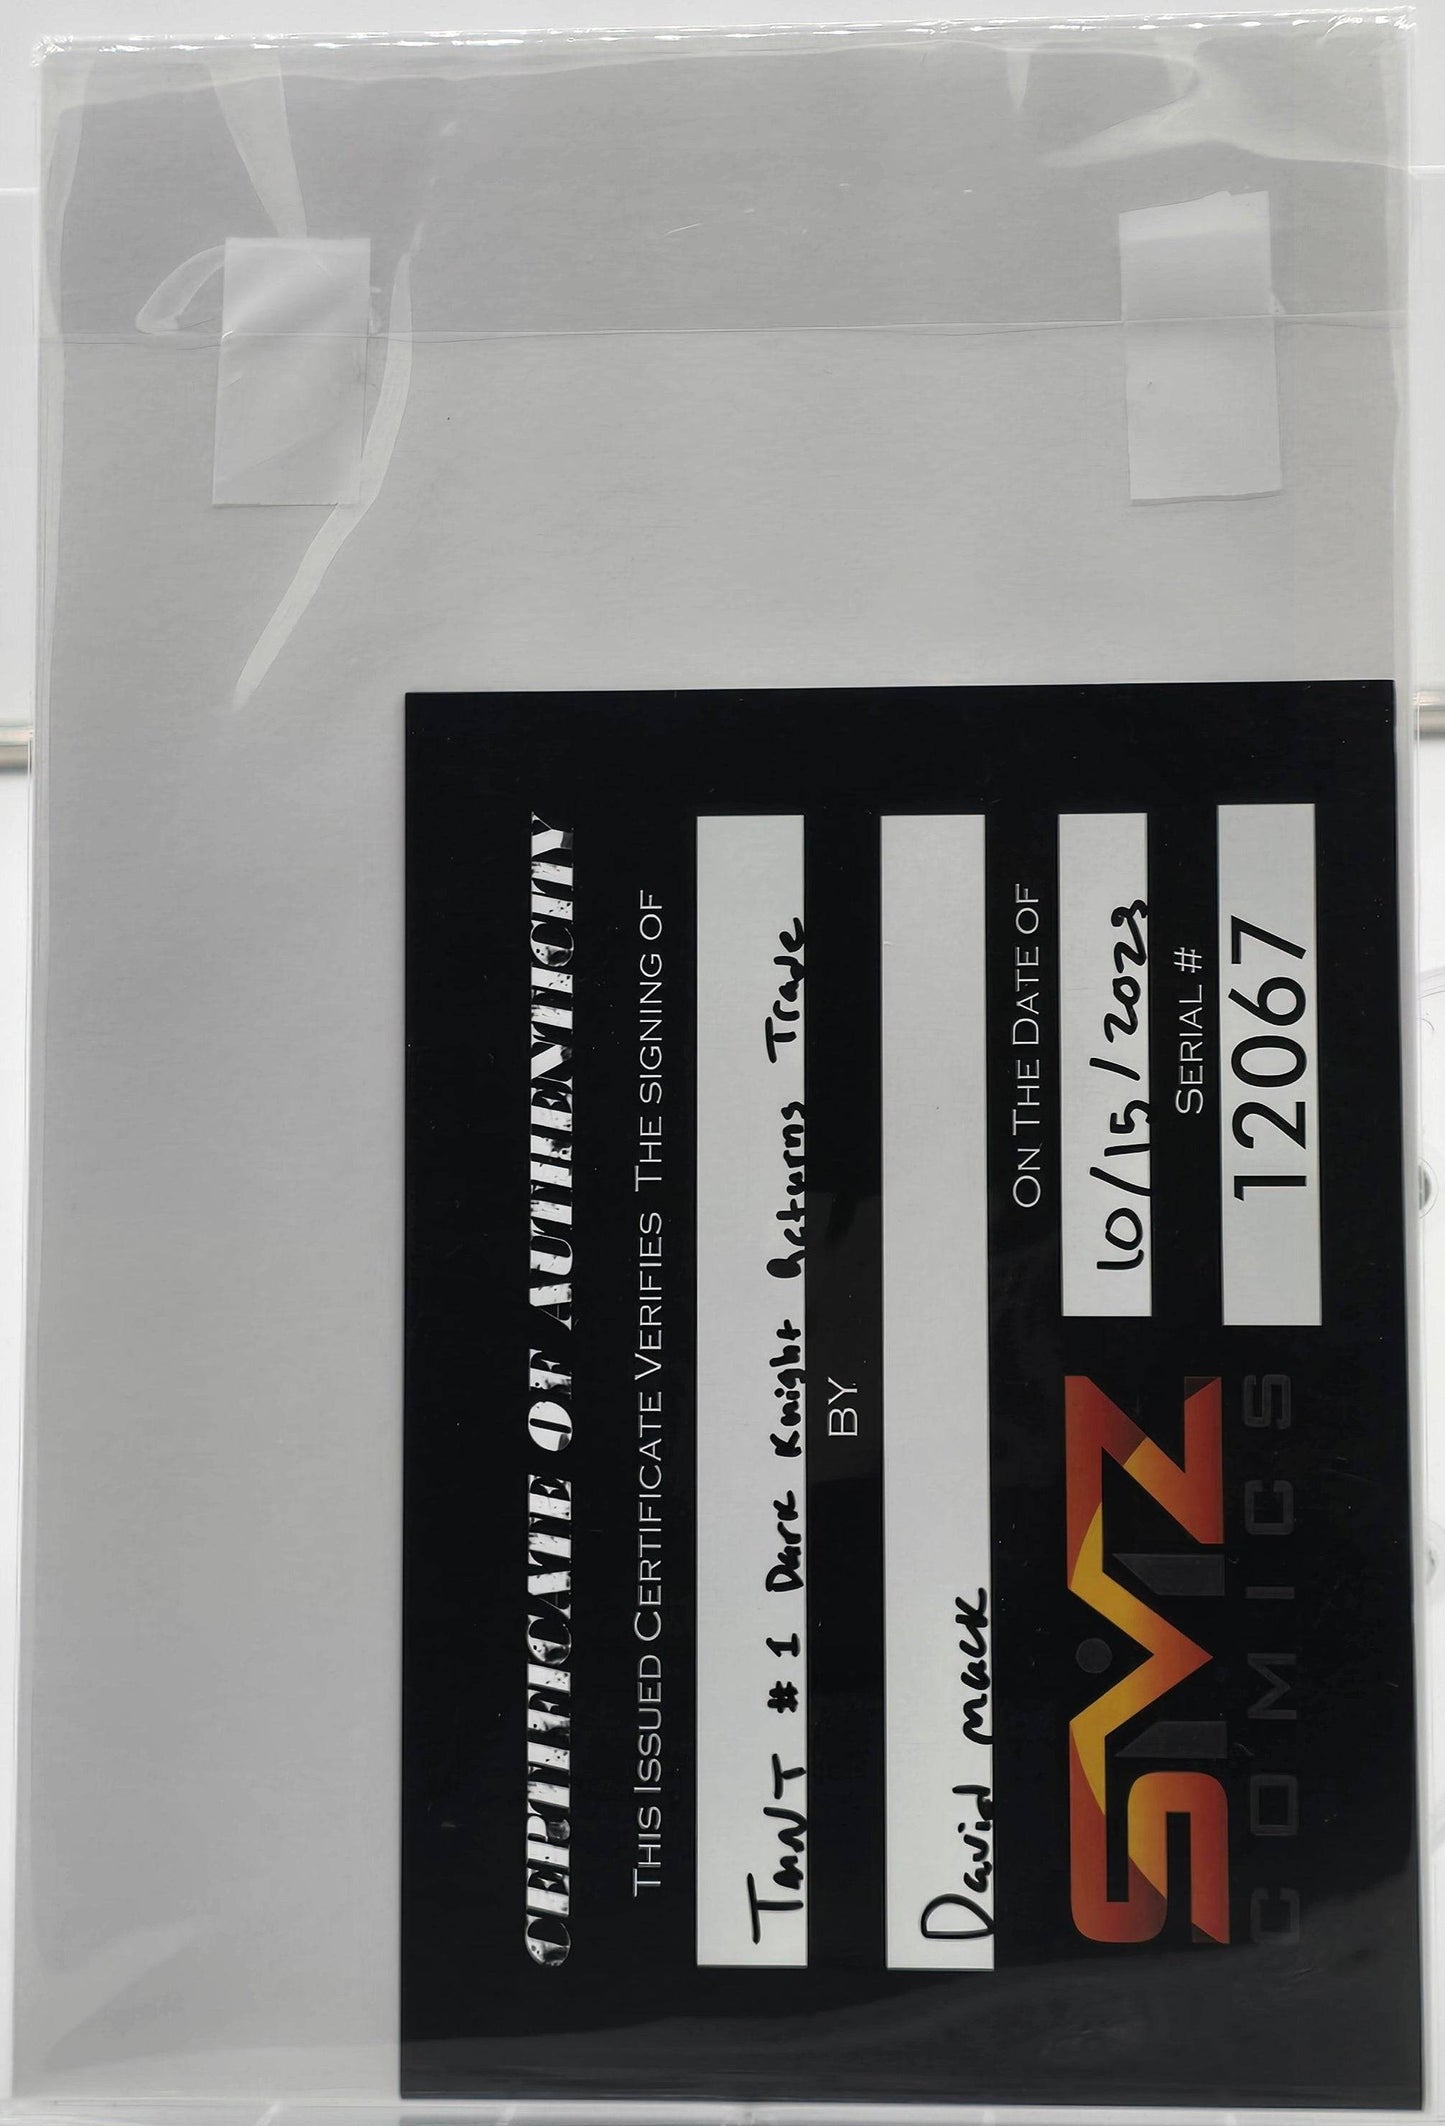 CERTIFICATE OF AUTHENTICITY
THIS ISSUED CERTIFICATE VERIFIES THE SIGNING OF
TMNT #1 Dark Knight Returns Trade
BY
David Mack
ON THE DATE OF
10/15/2023
SERIAL #
12067
SMZ
COMICS